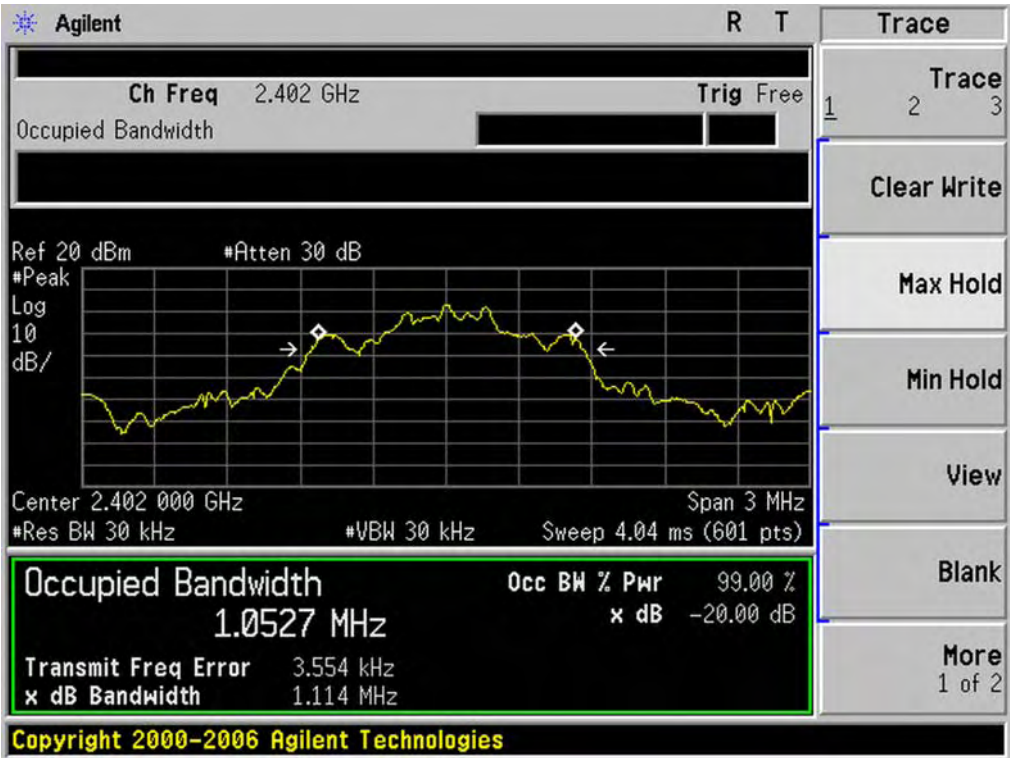 Agilent R T
Ch Freq 2.402 GHz Trig Free
Occupied Bandwidth
Ref 20 dBm #Atten 30 dB
#Peak
Log
10
dB/
Center 2.402 000 GHz Span 3 MHz
#Res BW 30 kHz #VBW 30 kHz Sweep 4.04 ms (601 pts)
Occupied Bandwidth
1.0527 MHz
Occ BW % Pwr 99.00 %
x dB -20.00 dB
Transmit Freq Error 3.554 kHz
x dB Bandwidth 1.114 MHz
Copyright 2000-2006 Agilent Technologies
Trace
Trace
1 2 3
Clear Write
Max Hold
Min Hold
View
Blank
More
1 of 2